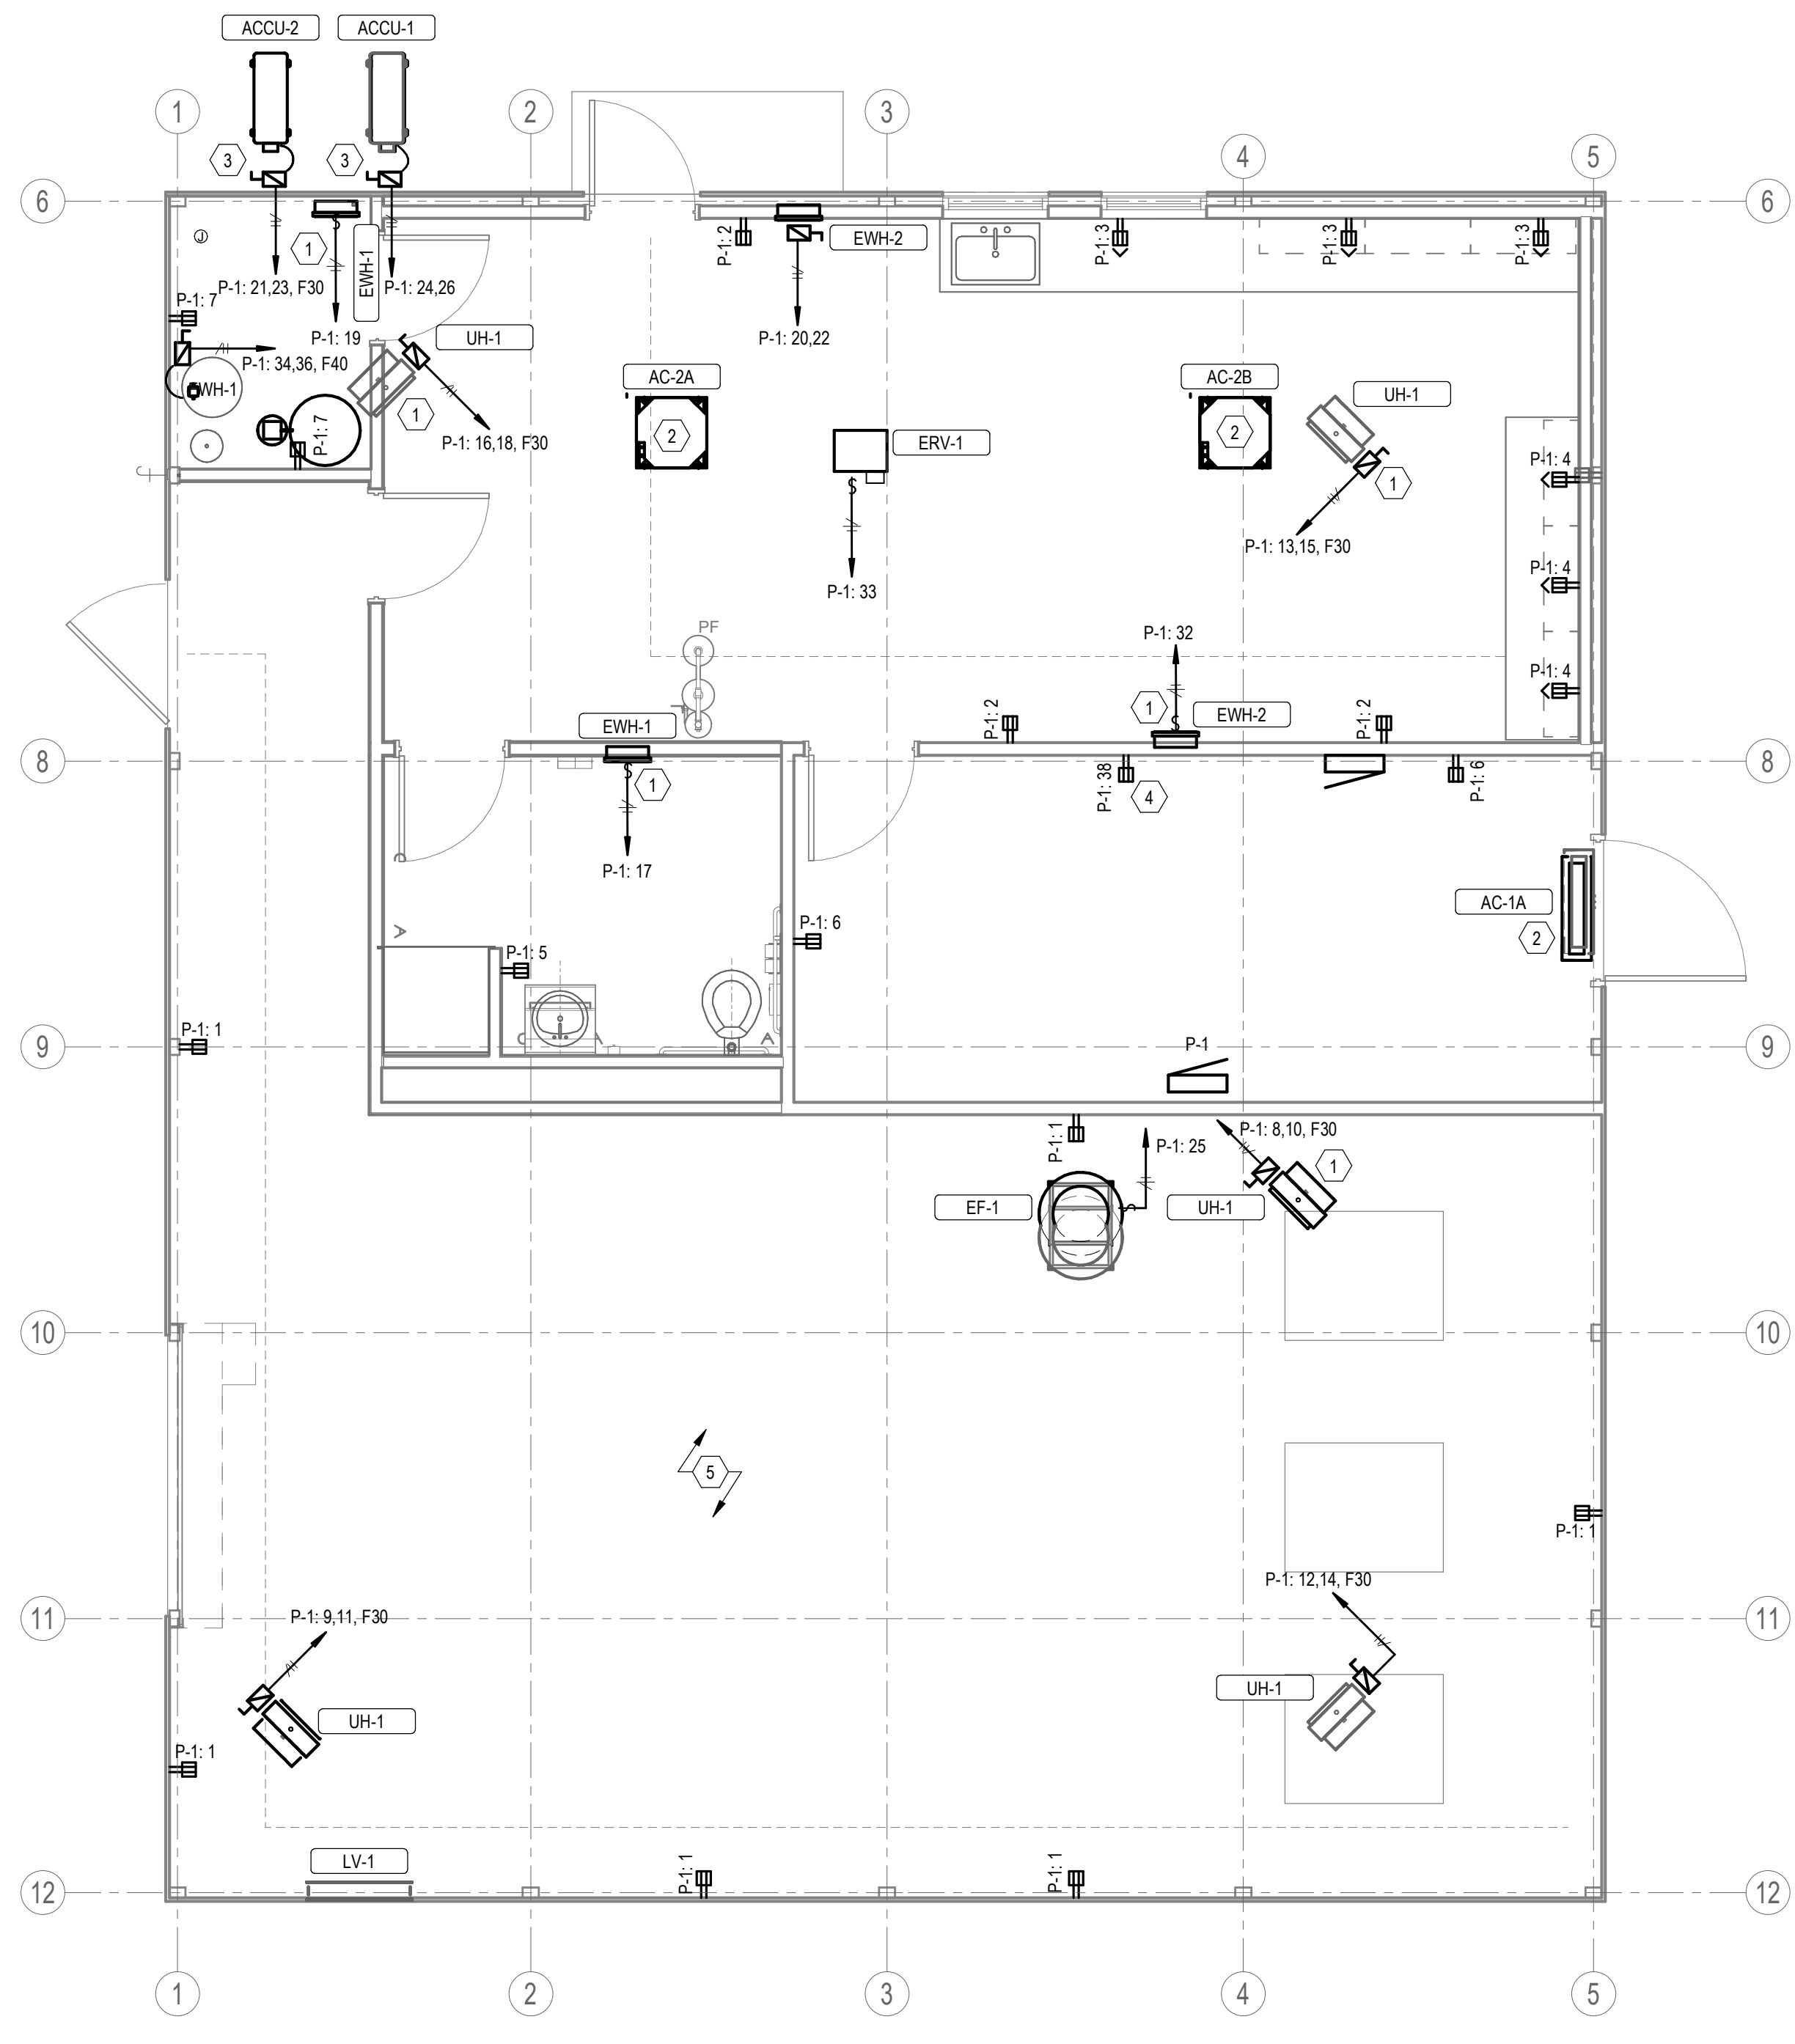 ACCU-2
ACCU-1
1
2
3
4
5
3
3
6
6
J
1
EWH-1
P-1: 2
EWH-2
P-1: 3
P-1: 3
P-1: 3
P-1: 21,23, F30
P-1: 24,26
P-1: 7
P-1: 19
UH-1
P-1: 20,22
P-1: 34,36, F40
AC-2A
AC-2B
UH-1
WH-1
1
P-1: 7
P-1: 16,18, F30
2
ERV-1
2
P-1: 4
1
P-1: 13,15, F30
P-1: 4
P-1: 33
PF
P-1: 32
P-1: 4
EWH-1
P-1: 2
1
EWH-2
P-1: 2
8
8
1
P-1: 38
4
P-1: 6
P-1: 17
AC-1A
A
P-1: 6
2
P-1: 5
P-1: 1
A
A
9
P-1
9
P-1: 1
P-1: 25
P-1: 8,10, F30
1
EF-1
UH-1
10
10
5
P-1: 1
P-1: 12,14, F30
P-1: 9,11, F30
11
11
UH-1
UH-1
P-1: 1
LV-1
P-1: 1
P-1: 1
12
12
1
2
3
4
5